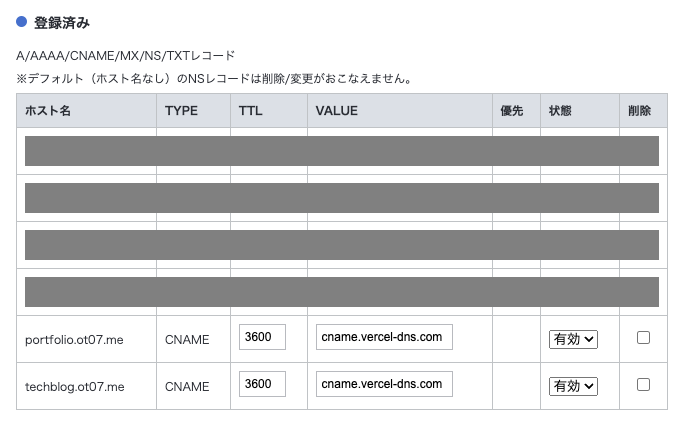 登録済み
A/AAAA/CNAME/MX/NS/TXTレコード
※デフォルト（ホスト名なし）のNSレコードは削除/変更がおこなえません。
ホスト名 TYPE TTL VALUE 優先 状態 削除
portfolio.ot07.me CNAME 3600 cname.vercel-dns.com 有効
techblog.ot07.me CNAME 3600 cname.vercel-dns.com 有効